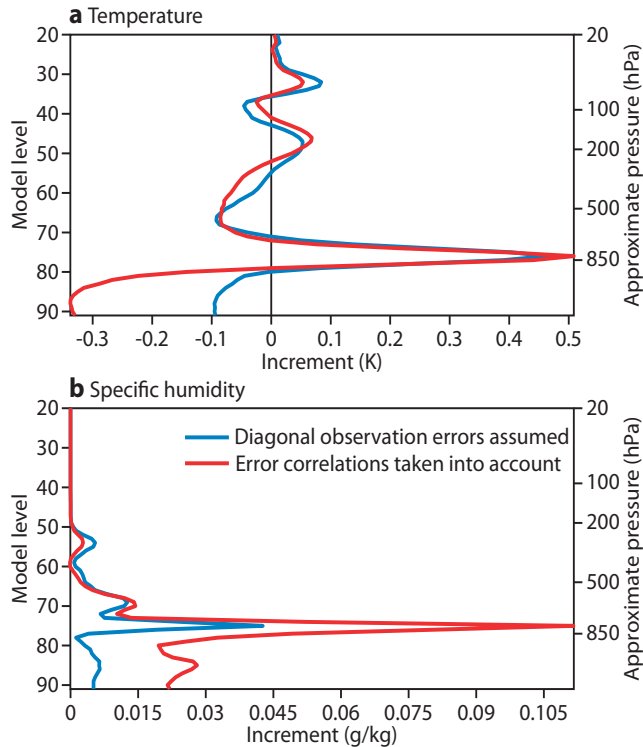 a Temperature
20
30
40
50
60
70
80
90
Model level
20
100
200
500
850
Approximate pressure (hPa)
-0.3 -0.2 -0.1 0 0.1 0.2 0.3 0.4 0.5
Increment (K)
b Specific humidity
20
30
40
50
60
70
80
90
Model level
Diagonal observation errors assumed
Error correlations taken into account
20
100
200
500
850
Approximate pressure (hPa)
0 0.015 0.03 0.045 0.06 0.075 0.09 0.105
Increment (g/kg)